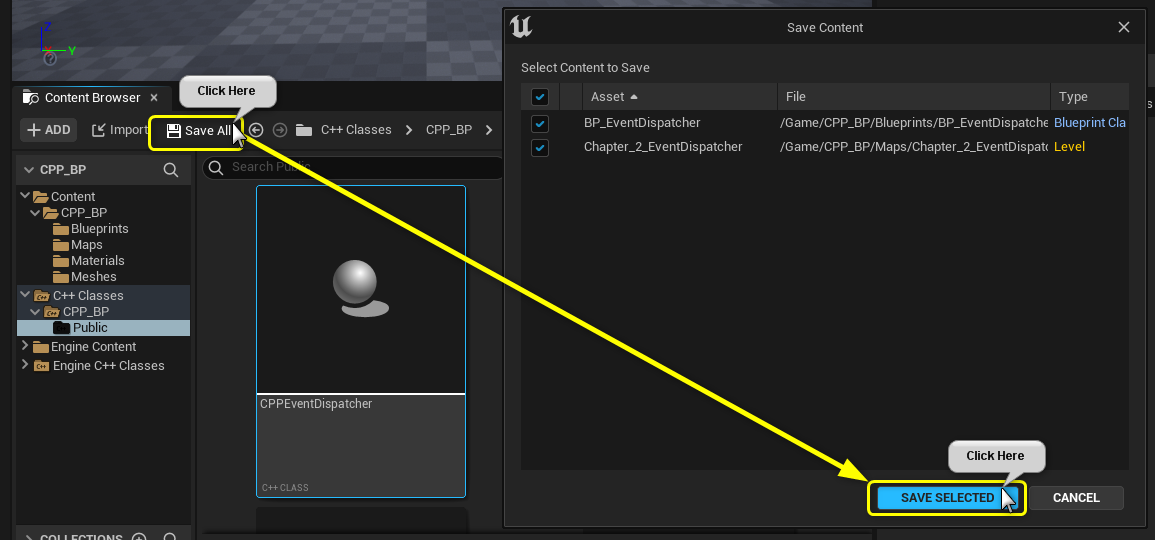 Z
Y
Content Browser
Click Here
ADD
Import
Save All
C++ Classes
CPP_BP
CPP_BP
Search Public
Content
CPP_BP
Blueprints
Maps
Materials
Meshes
C++ Classes
CPP_BP
Public
Engine Content
Engine C++ Classes
COLLECTIONS
CPPEventDispatcher
C++ CLASS
Save Content
Select Content to Save
Asset File Type
BP_EventDispatcher /Game/CPP_BP/Blueprints/BP_EventDispatche Blueprint Cla
Chapter_2_EventDispatcher /Game/CPP_BP/Maps/Chapter_2_EventDispatc Level
Click Here
SAVE SELECTED
CANCEL